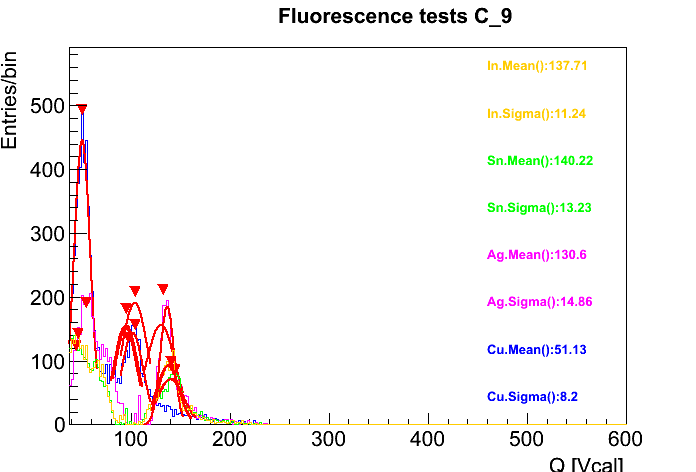 Fluorescence tests C_9
Entries/bin
500
400
300
200
100
0
In.Mean():137.71
In.Sigma():11.24
Sn.Mean():140.22
Sn.Sigma():13.23
Ag.Mean():130.6
Ag.Sigma():14.86
Cu.Mean():51.13
Cu.Sigma():8.2
100 200 300 400 500 600
Q [Vcal]